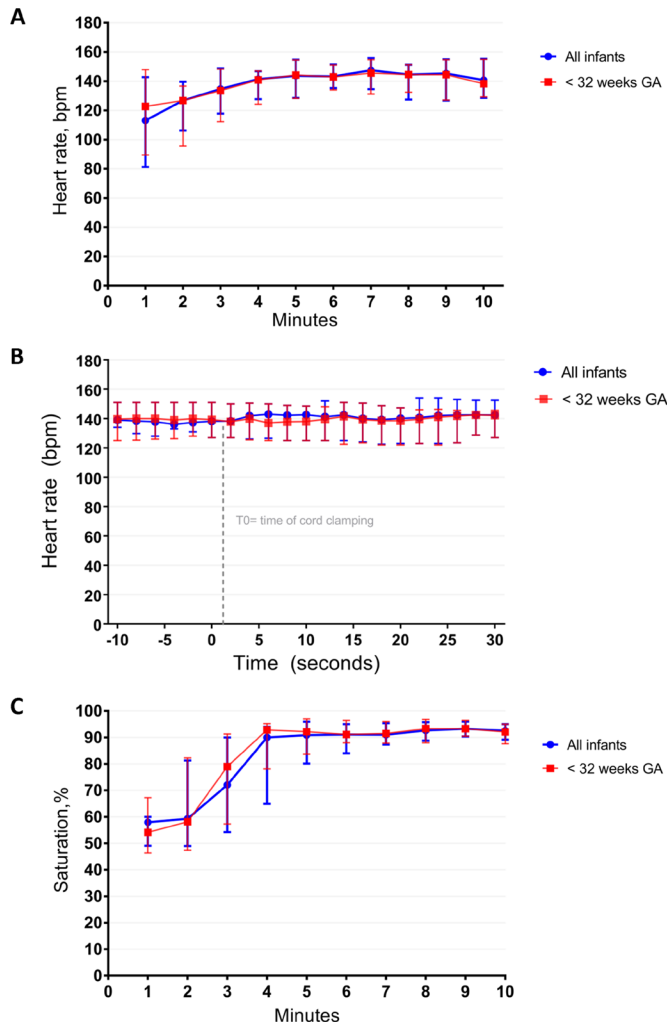 A
180
160
140
120
100
80
60
40
20
0
Heart rate, bpm
0 1 2 3 4 5 6 7 8 9 10
Minutes
All infants
< 32 weeks GA
B
180
160
140
120
100
80
60
40
20
0
Heart rate (bpm)
T0= time of cord clamping
-10 -5 0 5 10 15 20 25 30
Time (seconds)
All infants
< 32 weeks GA
C
100
90
80
70
60
50
40
30
20
10
0
Saturation,%
0 1 2 3 4 5 6 7 8 9 10
Minutes
All infants
< 32 weeks GA